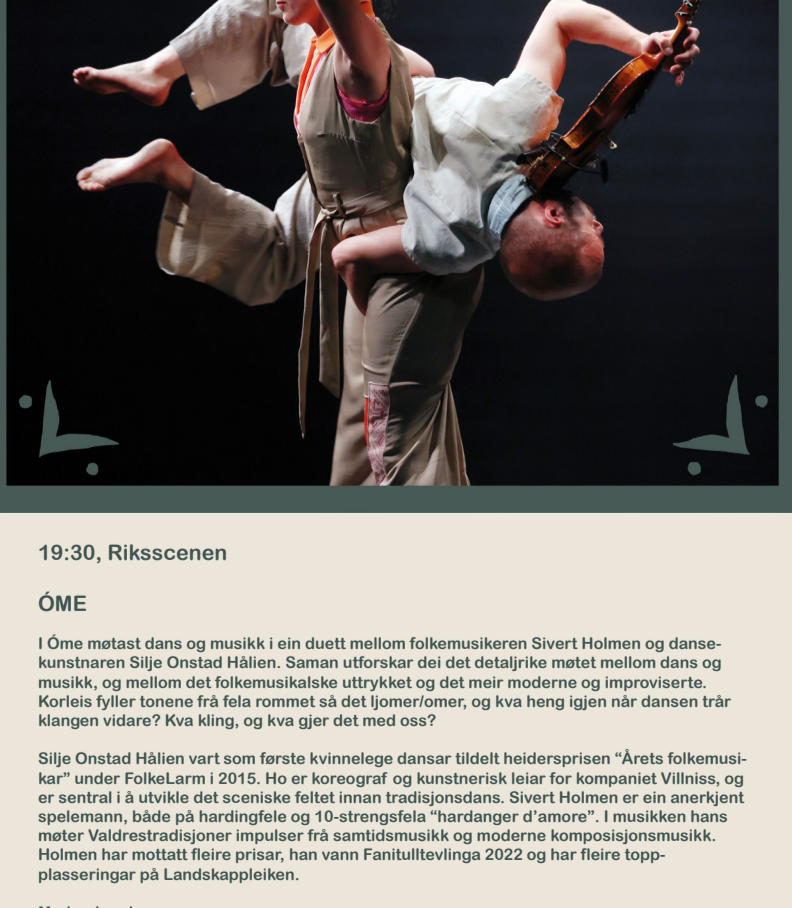 19:30, Riksscenen
ÓME
I Óme møtast dans og musikk i ein duett mellom folkemusikeren Sivert Holmen og danse-
kunstnaren Silje Onstad Hålien. Saman utforskar dei det detaljrike møtet mellom dans og
musikk, og mellom det folkemusikalske uttrykket og det meir moderne og improviserte.
Korleis fyller tonene frå fela rommet så det ljomer/omer, og kva heng igjen når dansen trår
klangen vidare? Kva kling, og kva gjer det med oss?
Silje Onstad Hålien vart som første kvinnelege dansar tildelt heidersprisen “Årets folkemusi-
kar” under FolkeLarm i 2015. Ho er koreograf og kunstnerisk leiar for kompaniet Villniss, og
er sentral i å utvikle det sceniske feltet innan tradisjonsdans. Sivert Holmen er ein anerkjent
spelemann, både på hardingfele og 10-strengsfela “hardanger d’amore”. I musikken hans
møter Valdrestradisjoner impulser frå samtidsmusikk og moderne komposisjonsmusikk.
Holmen har mottatt fleire prisar, han vann Fanitulltevlinga 2022 og har fleire topp-
plasseringar på Landskappleiken.